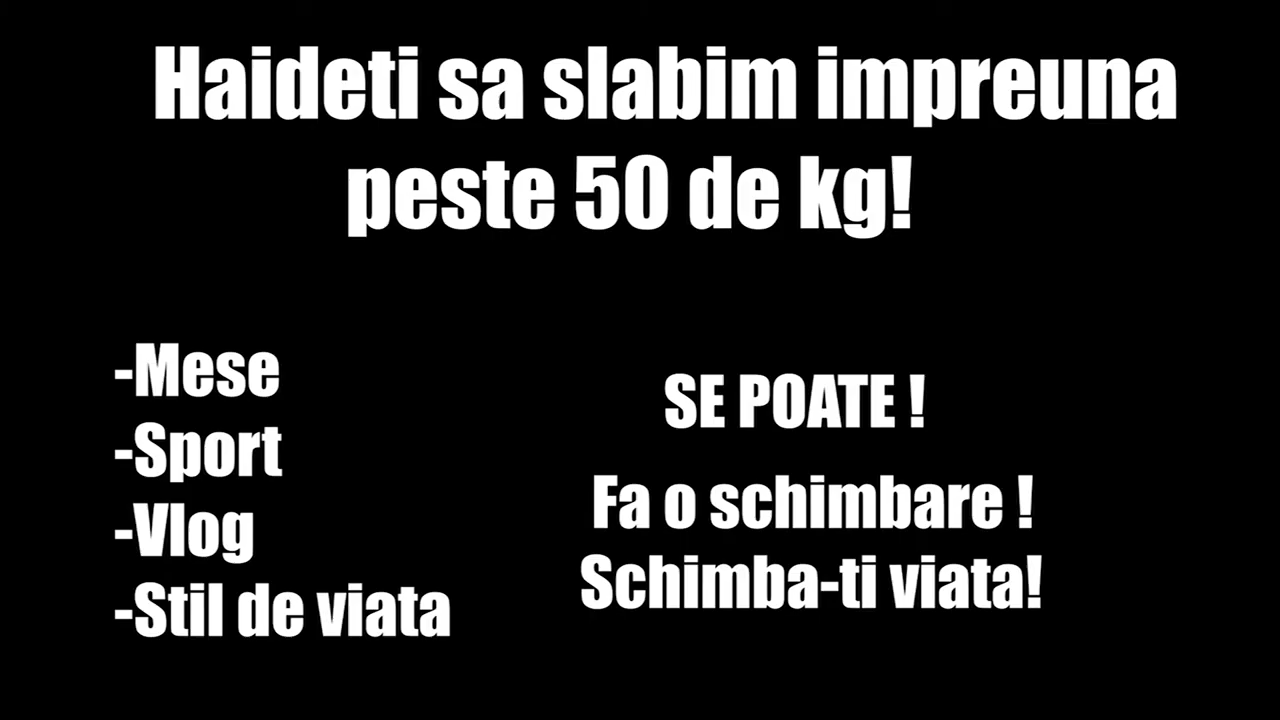 Haideti sa slabim impreuna
peste 50 de kg!
-Mese
-Sport
-Vlog
-Stil de viata
SE POATE !
Fa o schimbare !
Schimba-ti viata!